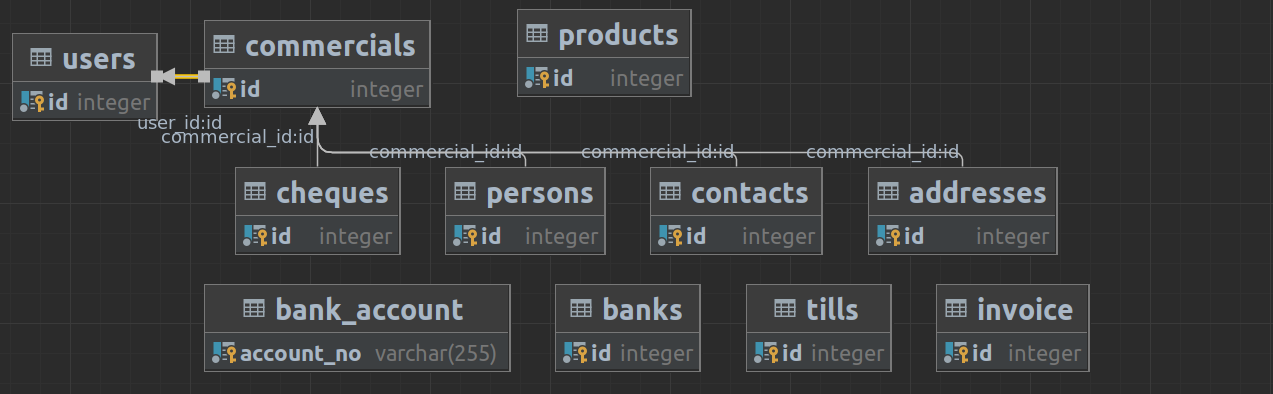 users
id integer
commercials
id integer
products
id integer
user_id:id
commercial_id:id
commercial_id:id
commercial_id:id
commercial_id:id
cheques
id integer
persons
id integer
contacts
id integer
addresses
id integer
bank_account
account_no varchar(255)
banks
id integer
tills
id integer
invoice
id integer